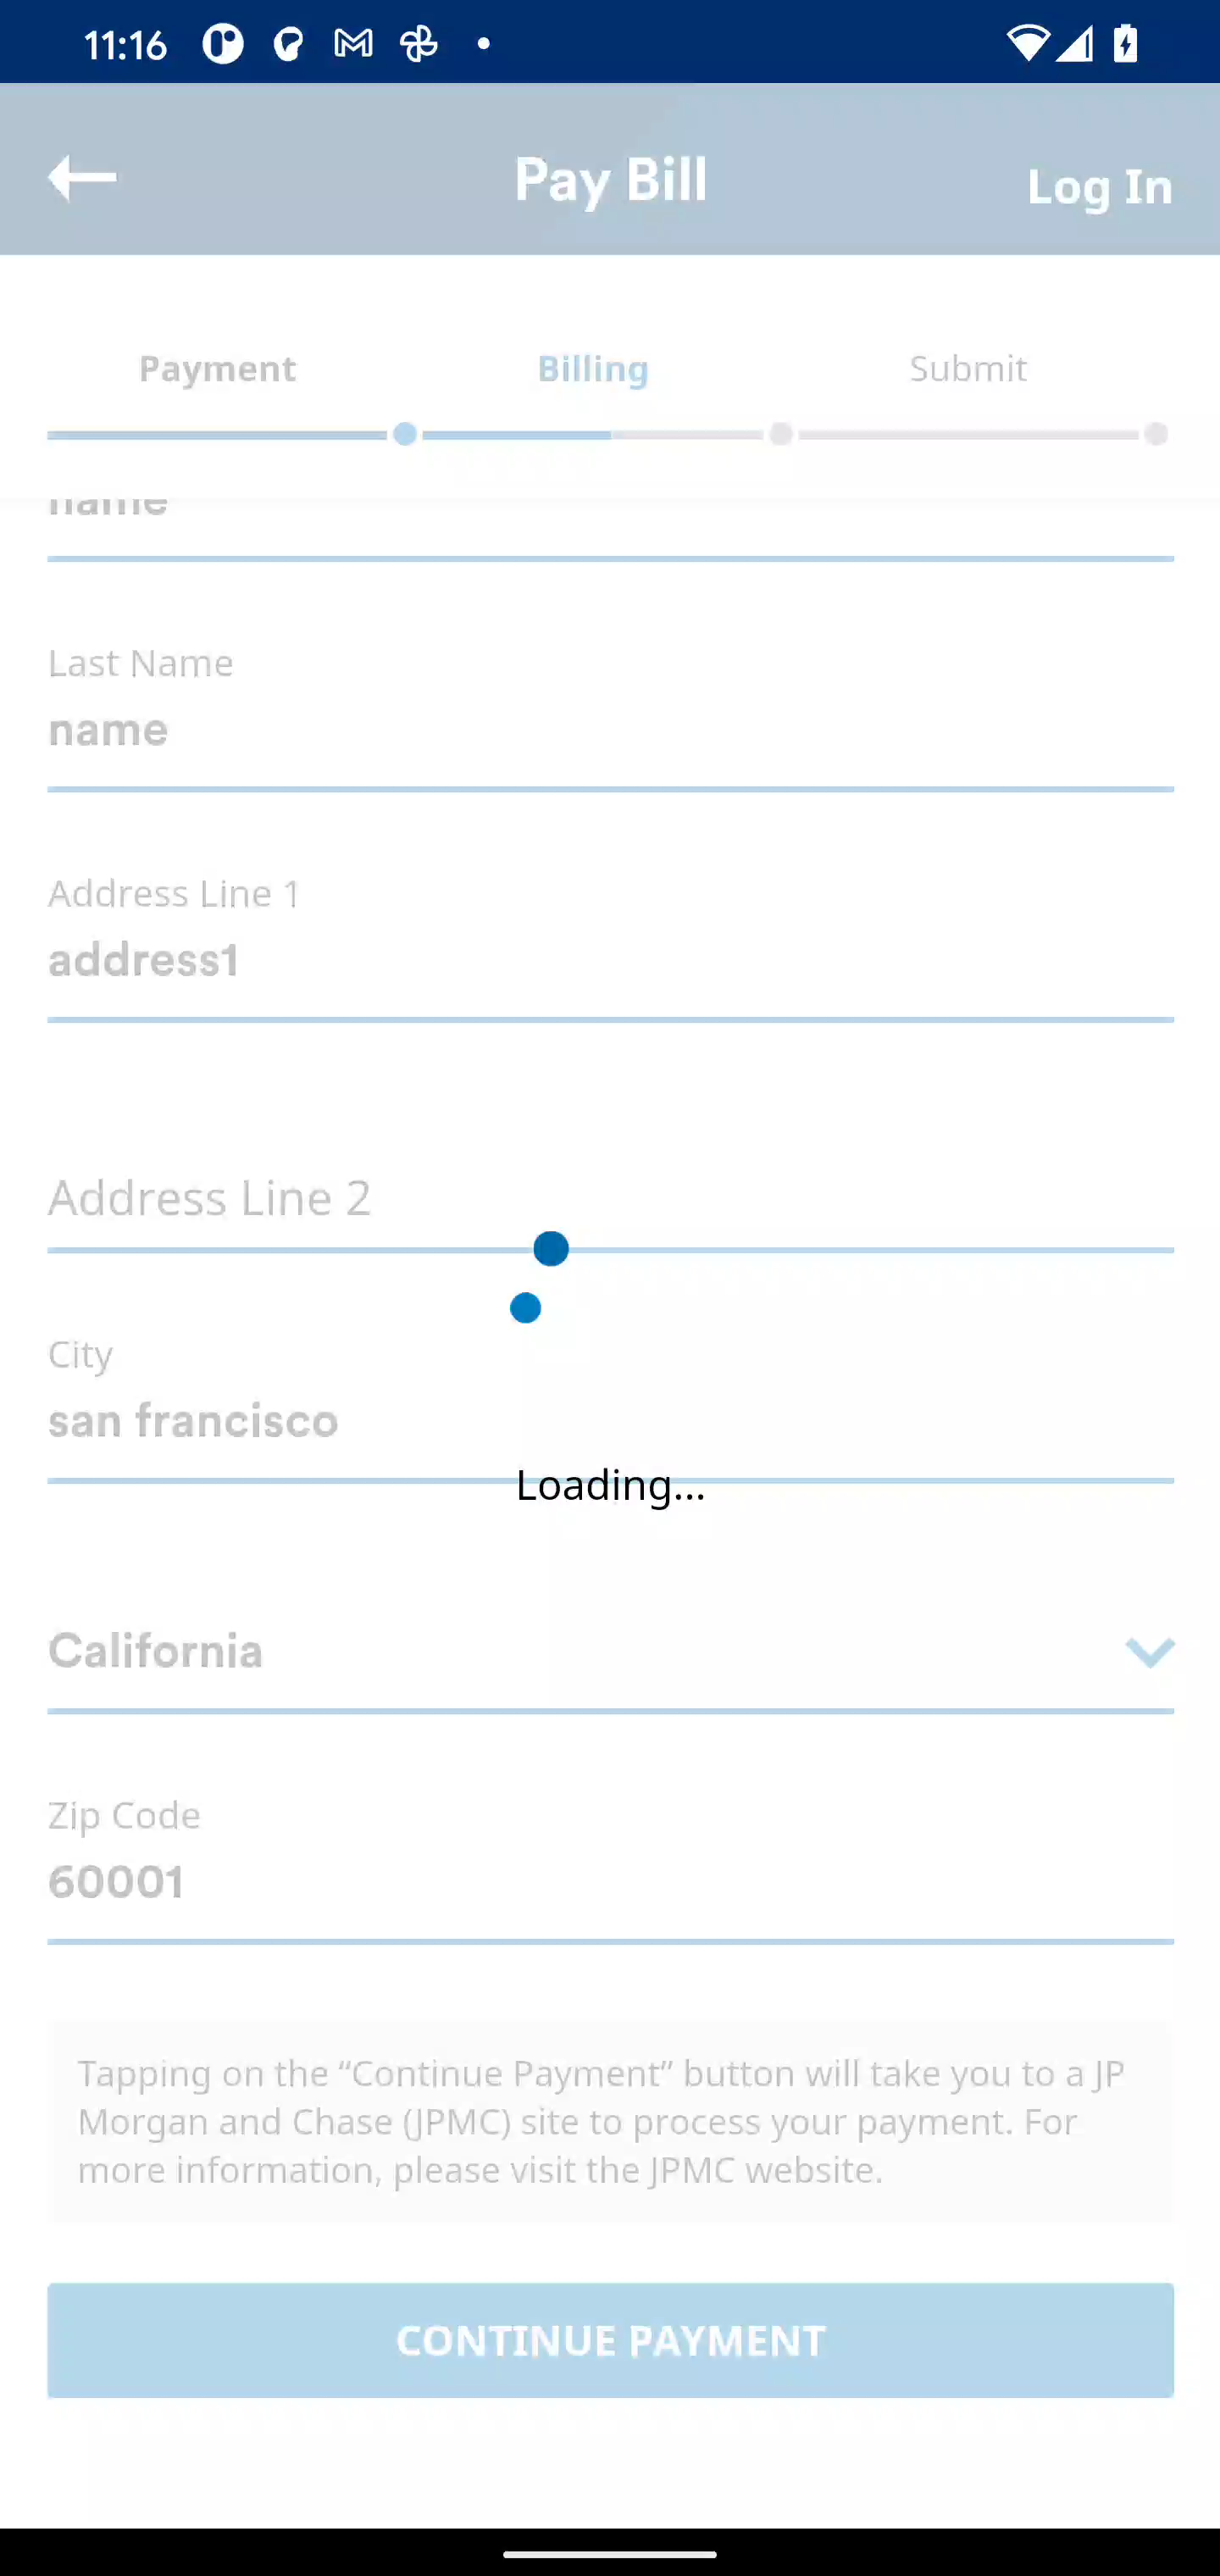 11:16
Pay Bill
Log In
Payment Billing Submit
name
Last Name
name
Address Line 1
address1
Address Line 2
City
san francisco
Loading...
California
Zip Code
60001
Tapping on the “Continue Payment” button will take you to a JP
Morgan and Chase (JPMC) site to process your payment. For
more information, please visit the JPMC website.
CONTINUE PAYMENT